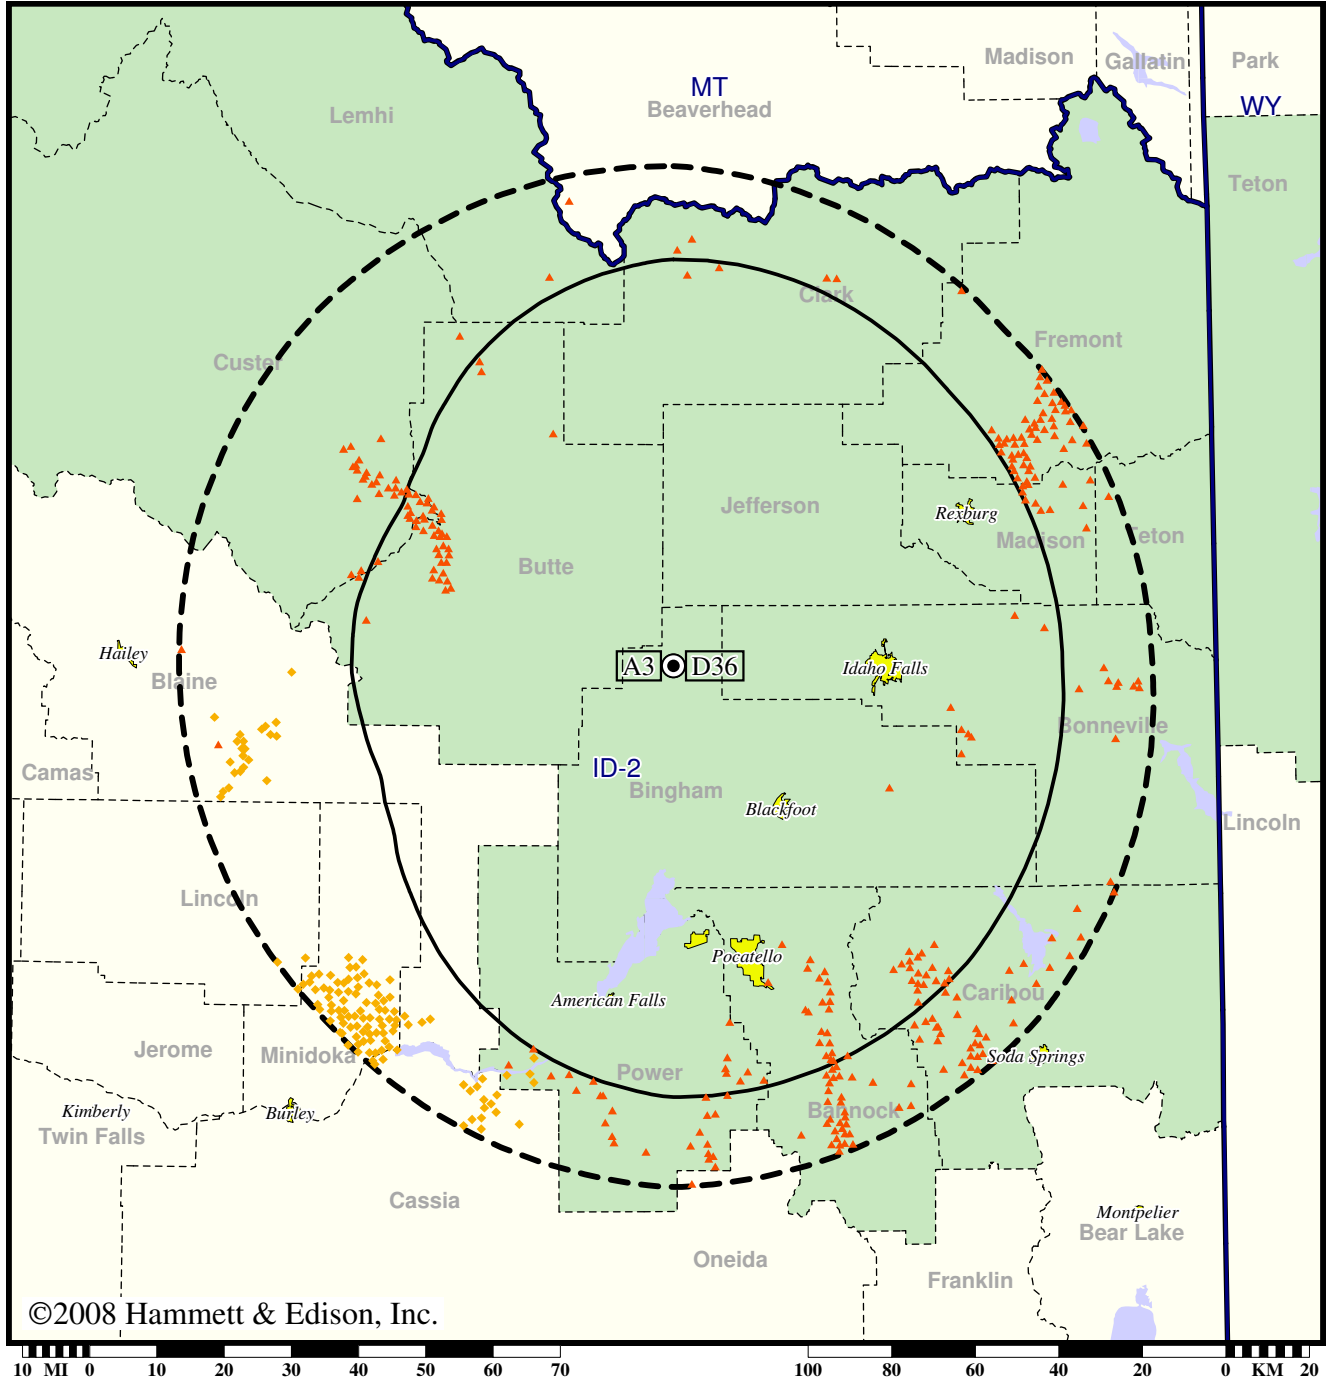 Madison
Gallatin
Park
MT
Beaverhead
WY
Lemhi
Teton
Clark
Fremont
Custer
Jefferson
Rexburg
Madison
Teton
Butte
Hailey
Blaine
A3
D36
Idaho Falls
Bonneville
Camas
ID-2
Bingham
Blackfoot
Lincoln
Lincoln
Pocatello
American Falls
Caribou
Jerome
Minidoka
Soda Springs
Power
Kimberly
Twin Falls
Burley
Bannock
Cassia
Montpelier
Bear Lake
Oneida
Franklin
©2008 Hammett & Edison, Inc.
10 MI 0 10 20 30 40 50 60 70 100 80 60 40 20 0 KM 20